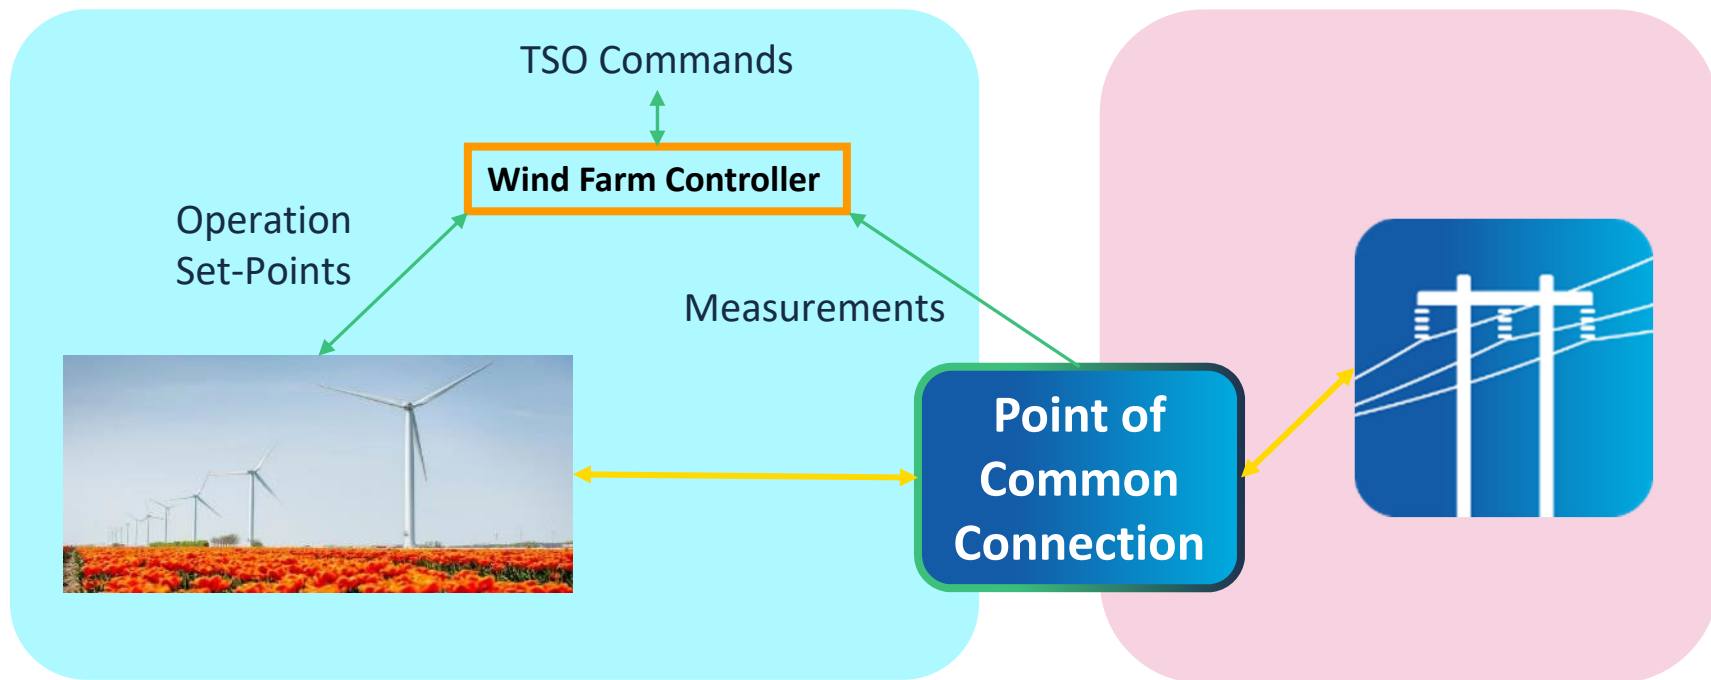 TSO Commands
Wind Farm Controller
Operation
Set-Points
Measurements
Point of
Common
Connection